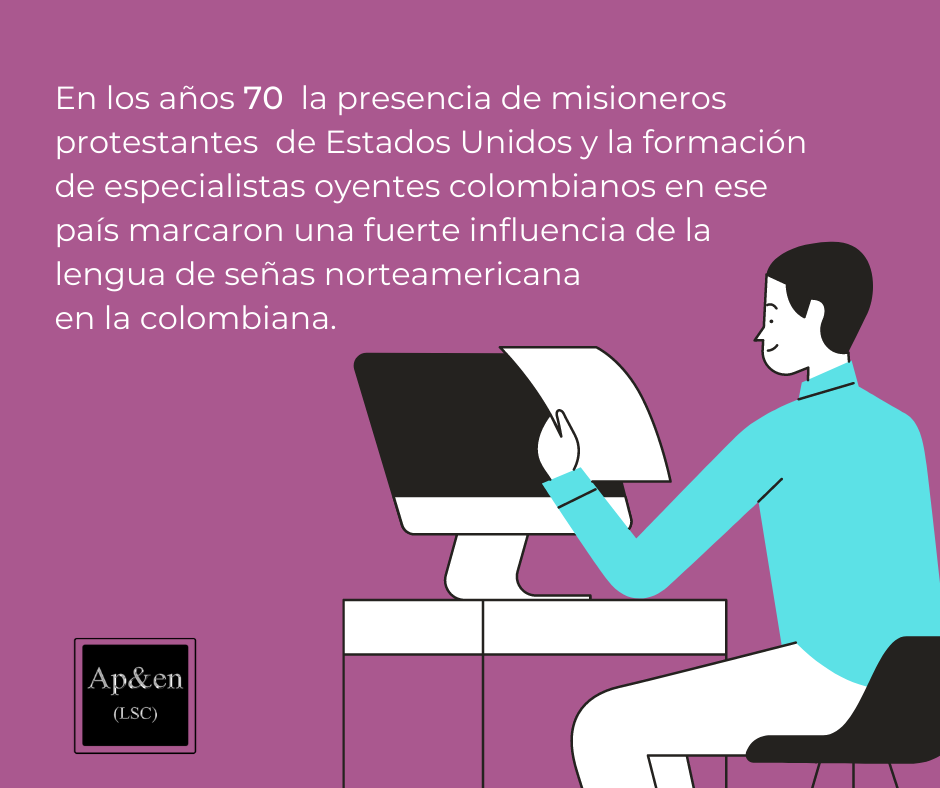 En los años 70 la presencia de misioneros
protestantes de Estados Unidos y la formación
de especialistas oyentes colombianos en ese
país marcaron una fuerte influencia de la
lengua de señas norteamericana
en la colombiana.
Ap&en
(LSC)